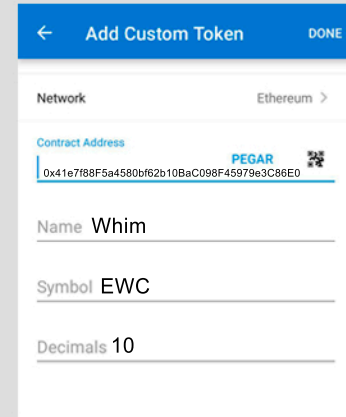 Add Custom Token DONE
Network Ethereum
Contract Address
PEGAR
0x41e7f88F5a4580bf62b10BaC098F45979e3C86E0
Name Whim
Symbol EWC
Decimals 10